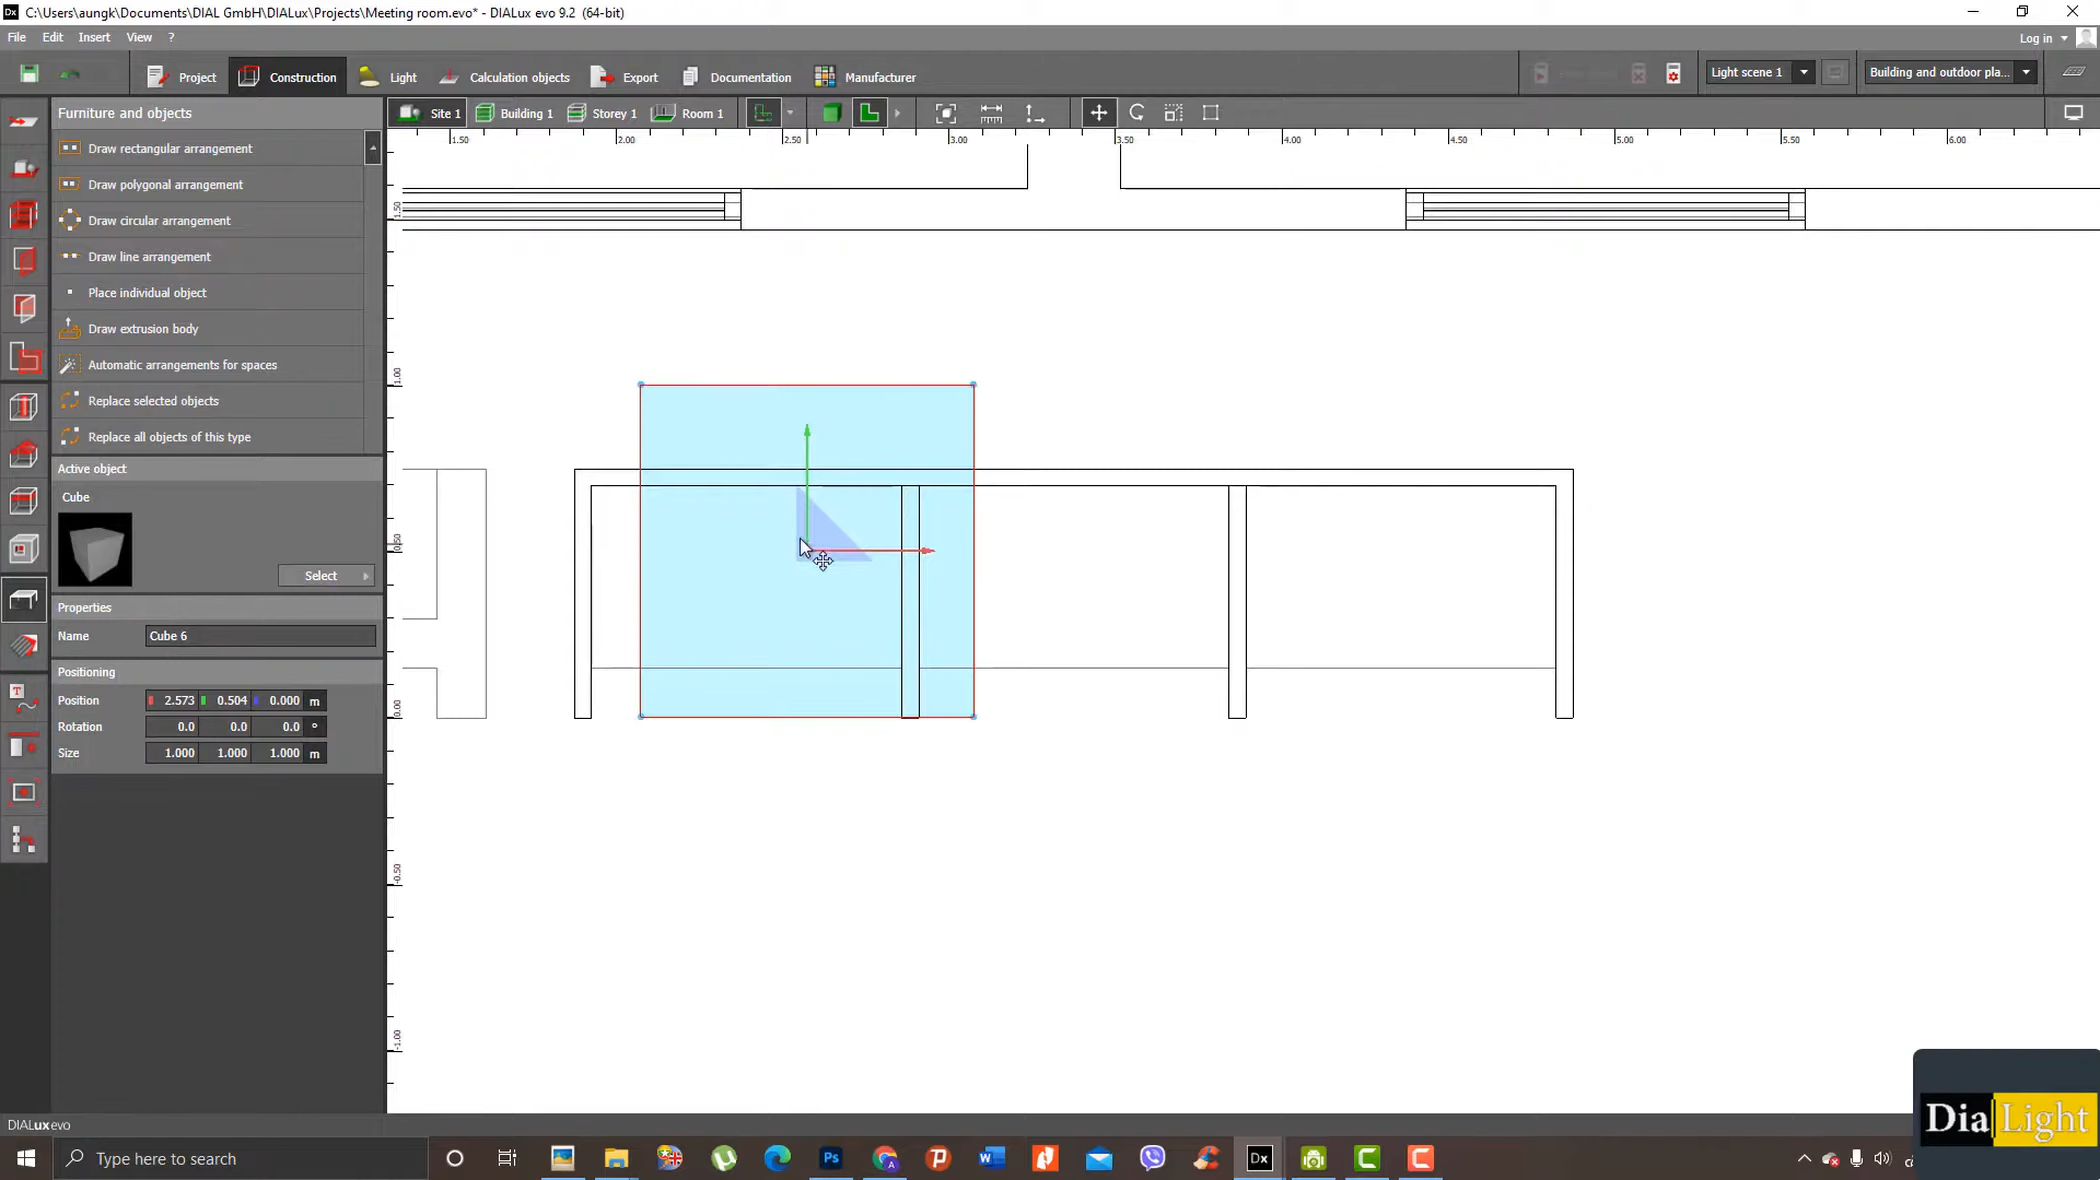 C:\Users\aungk\Documents\DIAL GmbH\DIALux\Projects\Meeting room.evo* - DIALux evo 9.2 (64-bit)
File Edit Insert View ?
Log in
Project Construction Light Calculation objects Export Documentation Manufacturer
Light scene 1 Building and outdoor pla...
Furniture and objects
Site 1 Building 1 Storey 1 Room 1
1.50 2.00 2.50 3.00 3.50 4.00 4.50 5.00 5.50 6.00
Draw rectangular arrangement
Draw polygonal arrangement
Draw circular arrangement
Draw line arrangement
Place individual object
Draw extrusion body
Automatic arrangements for spaces
Replace selected objects
Replace all objects of this type
1.50
1.00
0.50
0.00
-0.50
-1.00
Active object
Cube
Select
Properties
Name Cube 6
Positioning
Position 2.573 0.504 0.000 m
Rotation 0.0 0.0 0.0 °
Size 1.000 1.000 1.000 m
DIALux evo
Dia Light
Type here to search
Ps
Dx